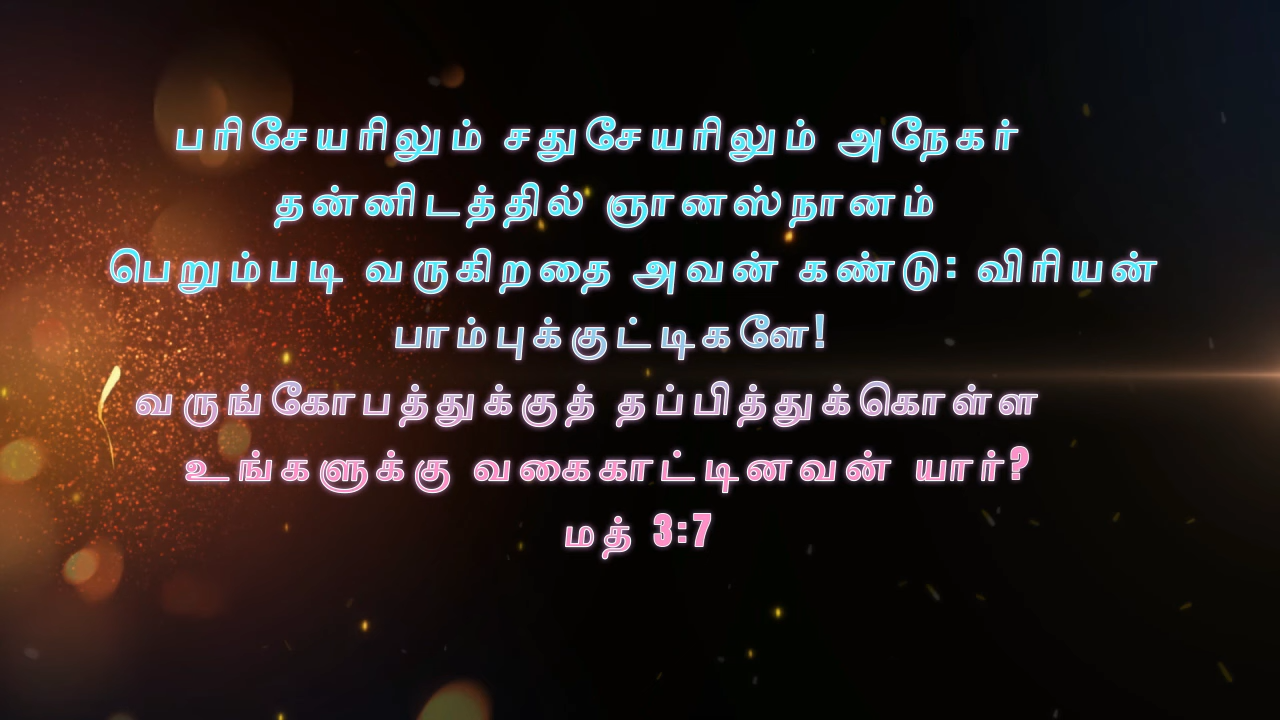 பரிசேயரிலும் சதுசேயரிலும் அநேகர்
தன்னிடத்தில் ஞானஸ்நானம்
பெறும்படி வருகிறதை அவன் கண்டு: விரியன்
பாம்புக்குட்டிகளே!
வருங்கோபத்துக்குத் தப்பித்துக்கொள்ள
உங்களுக்கு வகைகாட்டினவன் யார்?
மத் 3:7